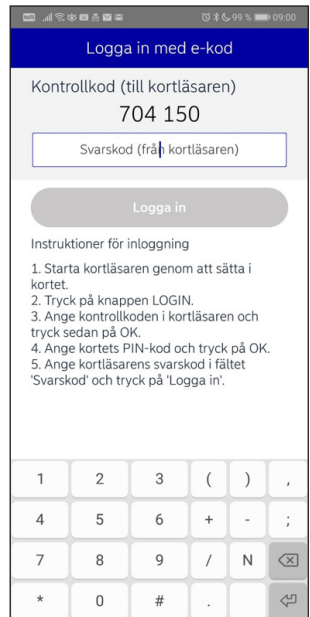 99 % 09:00
Logga in med e-kod
Kontrollkod (till kortläsaren)
704 150
Svarskod (från kortläsaren)
Logga in
Instruktioner för inloggning
1. Starta kortläsaren genom att sätta i
kortet.
2. Tryck på knappen LOGIN.
3. Ange kontrollkoden i kortläsaren och
tryck sedan på OK.
4. Ange kortets PIN-kod och tryck på OK.
5. Ange kortläsarens svarskod i fältet
'Svarskod' och tryck på 'Logga in'.
1 2 3 ( ) ,
4 5 6 + - ;
7 8 9 / N
* 0 # .